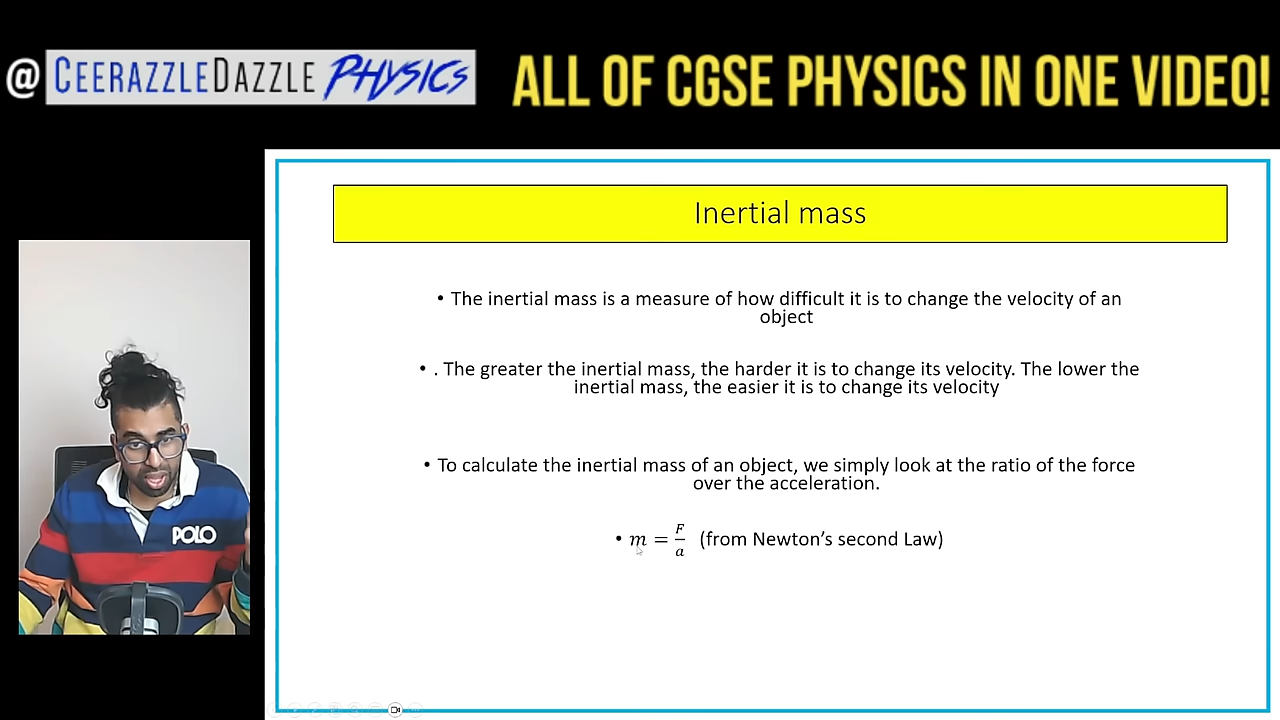 @ CEERAZZLEDAZZLE PHYSICS ALL OF CGSE PHYSICS IN ONE VIDEO!
Inertial mass
• The inertial mass is a measure of how difficult it is to change the velocity of an
object
• . The greater the inertial mass, the harder it is to change its velocity. The lower the
inertial mass, the easier it is to change its velocity
• To calculate the inertial mass of an object, we simply look at the ratio of the force
over the acceleration.
• m = F/a (from Newton’s second Law)
POLO